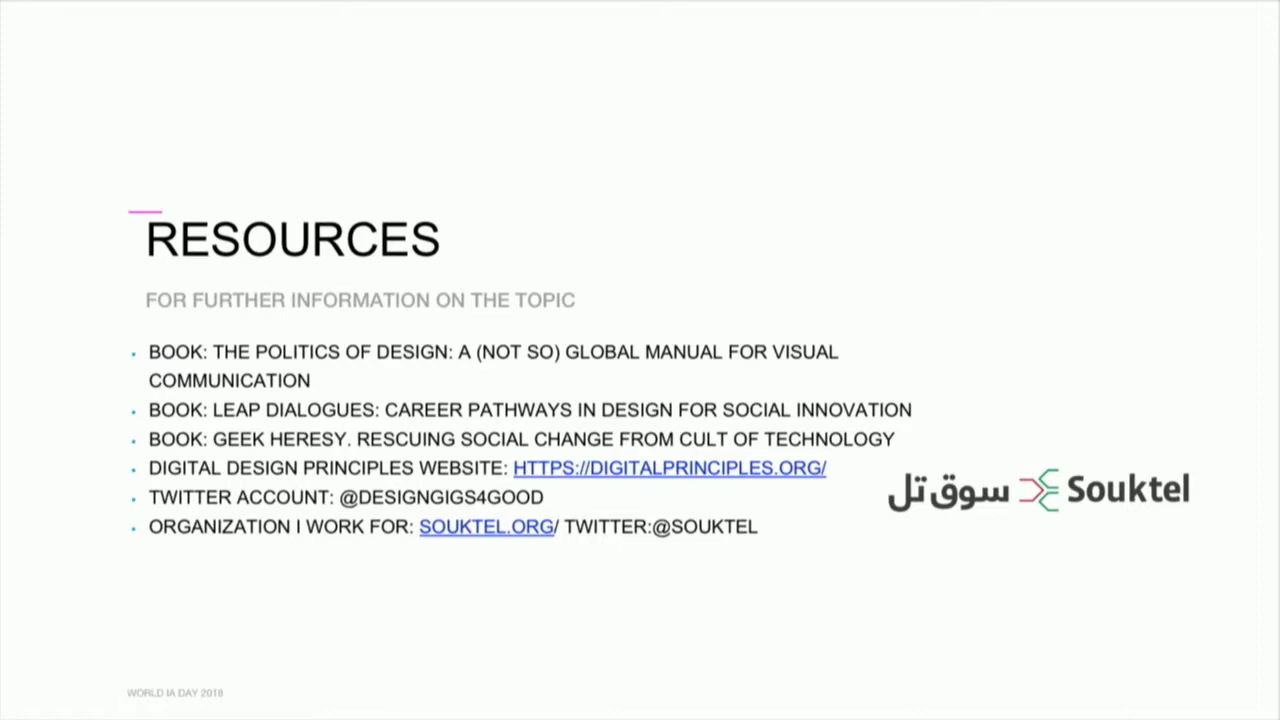 RESOURCES
FOR FURTHER INFORMATION ON THE TOPIC
• BOOK: THE POLITICS OF DESIGN: A (NOT SO) GLOBAL MANUAL FOR VISUAL
COMMUNICATION
• BOOK: LEAP DIALOGUES: CAREER PATHWAYS IN DESIGN FOR SOCIAL INNOVATION
• BOOK: GEEK HERESY. RESCUING SOCIAL CHANGE FROM CULT OF TECHNOLOGY
• DIGITAL DESIGN PRINCIPLES WEBSITE: HTTPS://DIGITALPRINCIPLES.ORG/
• TWITTER ACCOUNT: @DESIGNGIGS4GOOD
• ORGANIZATION I WORK FOR: SOUKTEL.ORG/ TWITTER:@SOUKTEL
سوق تل Souktel
WORLD IA DAY 2018